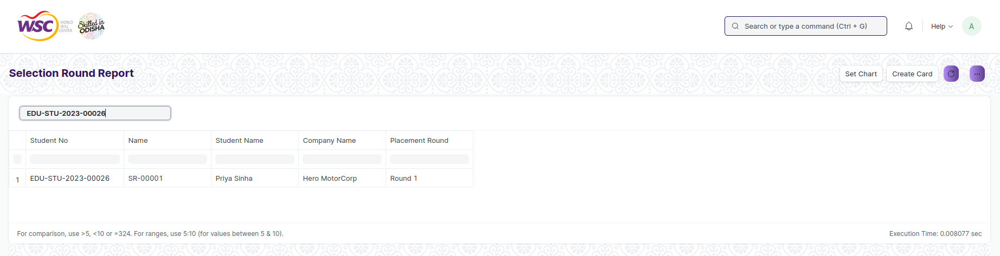 WSC WORLD SKILL CENTER
Skilled in ODISHA
Search or type a command (Ctrl + G)
Help
A
Selection Round Report
Set Chart
Create Card
EDU-STU-2023-00026
Student No Name Student Name Company Name Placement Round
1 EDU-STU-2023-00026 SR-00001 Priya Sinha Hero MotorCorp Round 1
For comparison, use >5, <10 or =324. For ranges, use 5:10 (for values between 5 & 10).
Execution Time: 0.008077 sec